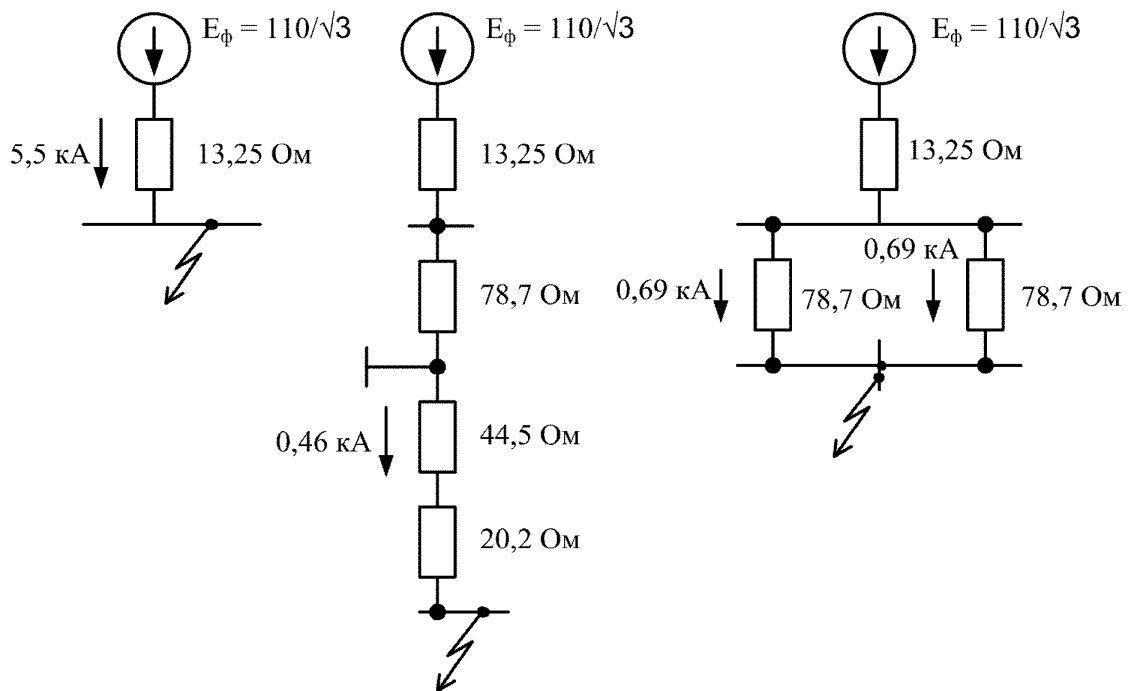 Eф = 110/√3
5,5 кА
13,25 Ом
Eф = 110/√3
13,25 Ом
78,7 Ом
0,46 кА
44,5 Ом
20,2 Ом
Eф = 110/√3
13,25 Ом
0,69 кА
0,69 кА
78,7 Ом
78,7 Ом